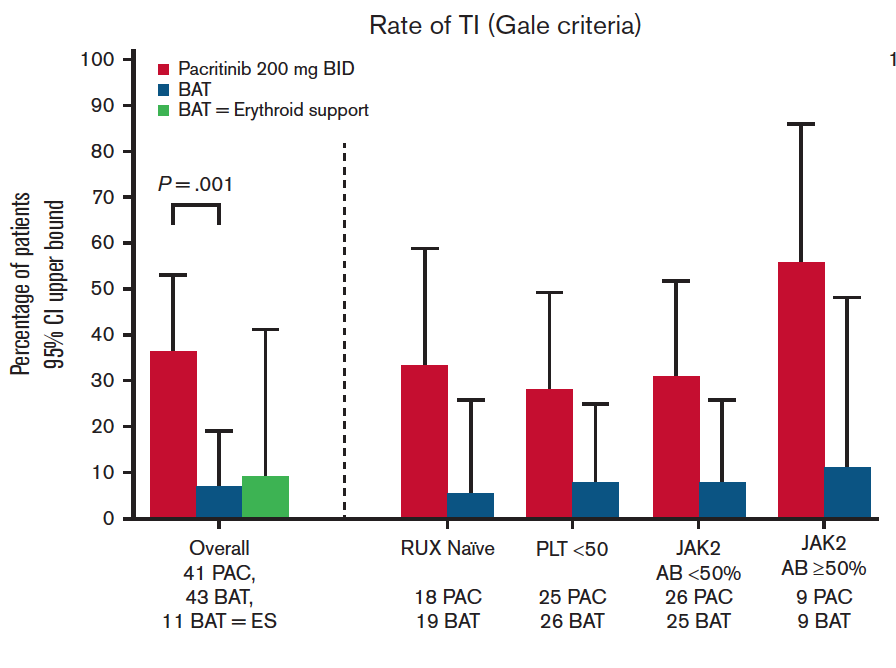 Rate of TI (Gale criteria)
Percentage of patients
95% CI upper bound
100
90
80
70
60
50
40
30
20
10
0
Pacritinib 200 mg BID
BAT
BAT = Erythroid support
P = .001
Overall
41 PAC,
43 BAT,
11 BAT = ES
RUX Naïve
18 PAC
19 BAT
PLT <50
25 PAC
26 BAT
JAK2
AB <50%
26 PAC
25 BAT
JAK2
AB ≥50%
9 PAC
9 BAT